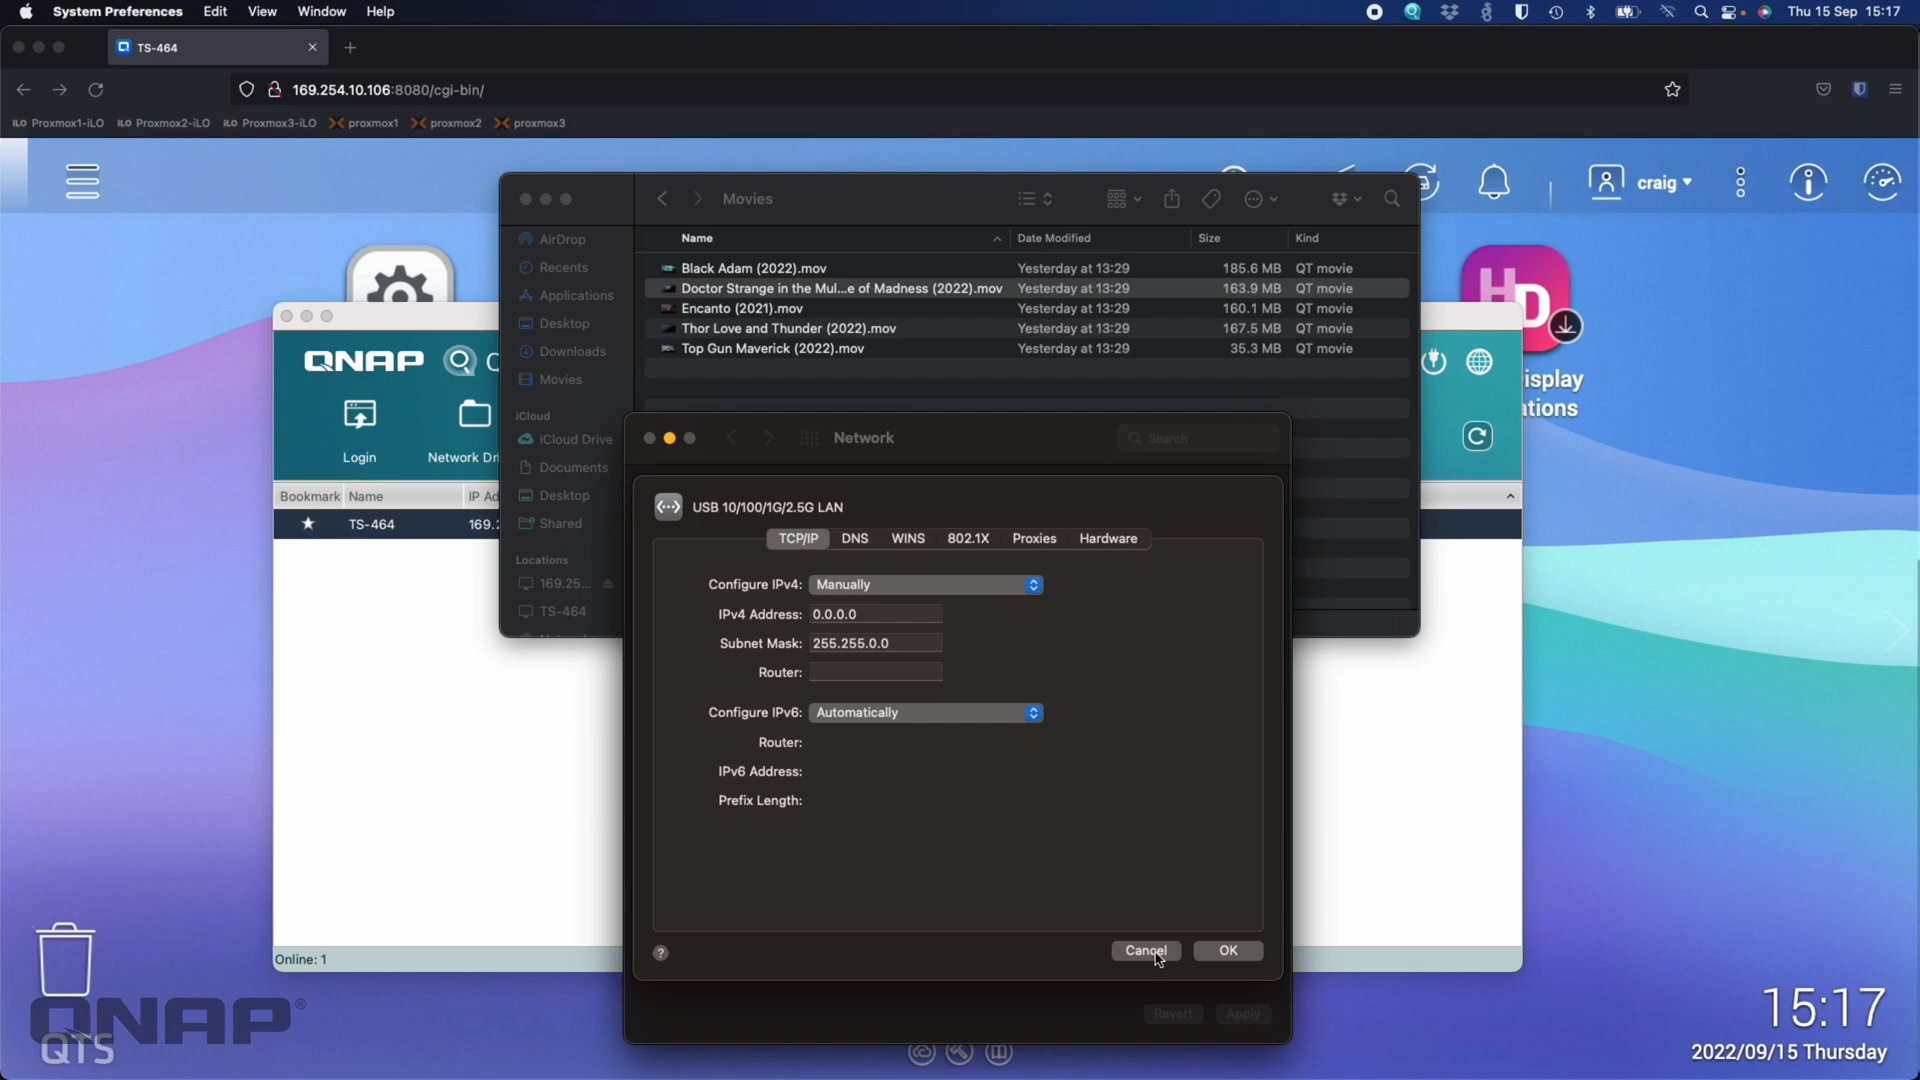 System Preferences Edit View Window Help
Thu 15 Sep 15:17
TS-464
169.254.10.106:8080/cgi-bin/
iLO Proxmox1-iLO iLO Proxmox2-iLO iLO Proxmox3-iLO proxmox1 proxmox2 proxmox3
craig
Movies
Name Date Modified Size Kind
Black Adam (2022).mov Yesterday at 13:29 185.6 MB QT movie
Doctor Strange in the Mul...e of Madness (2022).mov Yesterday at 13:29 163.9 MB QT movie
Encanto (2021).mov Yesterday at 13:29 160.1 MB QT movie
Thor Love and Thunder (2022).mov Yesterday at 13:29 167.5 MB QT movie
Top Gun Maverick (2022).mov Yesterday at 13:29 35.3 MB QT movie
AirDrop
Recents
Applications
Desktop
Downloads
Movies
iCloud
iCloud Drive
Documents
Desktop
Shared
Locations
169.25...
TS-464
HD
isplay
ations
QNAP
Login
Network Dri
Bookmark Name IP Ad
TS-464 169.2
Online: 1
Network
Search
USB 10/100/1G/2.5G LAN
TCP/IP DNS WINS 802.1X Proxies Hardware
Configure IPv4: Manually
IPv4 Address: 0.0.0.0
Subnet Mask: 255.255.0.0
Router:
Configure IPv6: Automatically
Router:
IPv6 Address:
Prefix Length:
? Cancel OK
Revert Apply
QNAP®
QTS
15:17
2022/09/15 Thursday